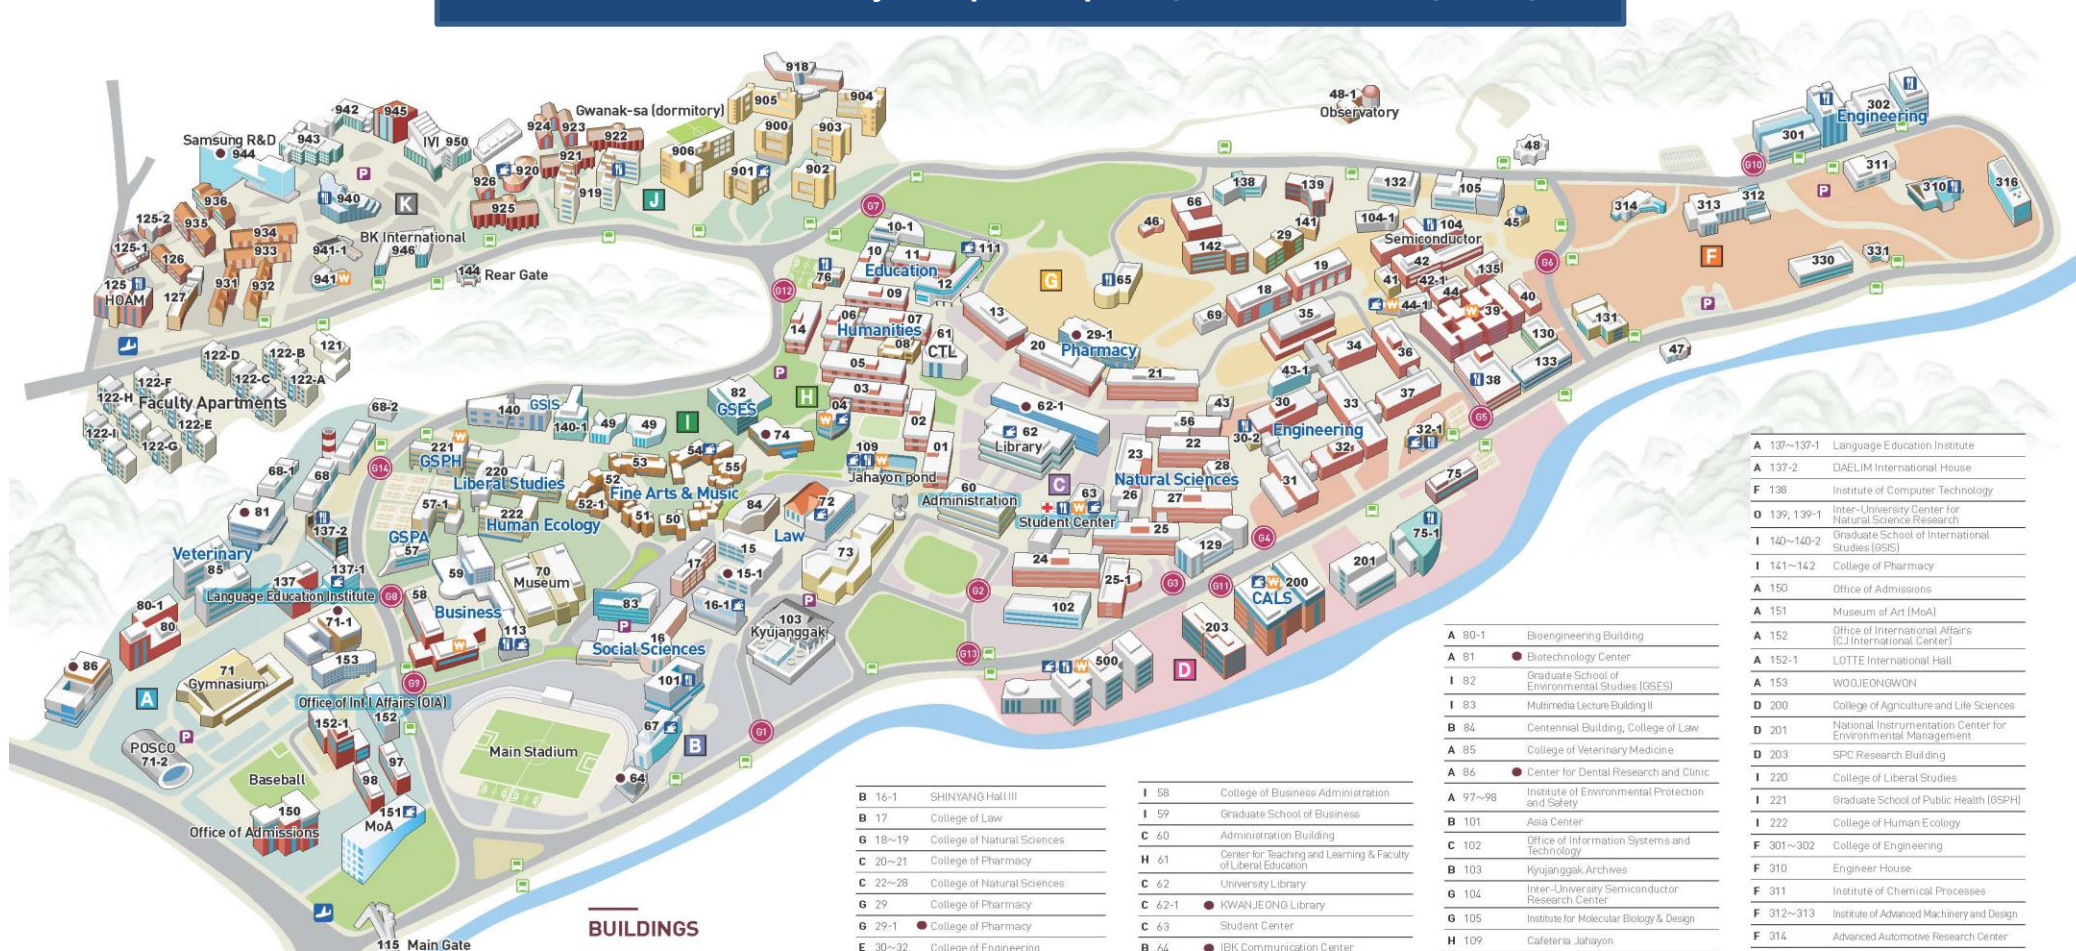 918
905
904
48-1
Observatory
Gwanak-sa (dormitory)
942
945
943
Samsung R&D
944
IVI 950
924
923
922
921
920
926
919
925
906
900
903
901
902
J
K
940
936
935
934
933
125-2
125-1
126
125
HOAM
127
931
932
941-1
941
BK International
946
144 Rear Gate
G7
G12
10-1
10
11
Education
12
111
76
09
06
07
Humanities
08
61
CTL
14
05
03
04
02
01
13
G
65
46
66
142
138
139
141
29
132
105
104-1
104
Semiconductor
48
45
G6
G10
301
302
Engineering
311
310
316
312
313
314
F
330
331
42
42-1
41
44
44-1
135
40
39
19
18
69
35
34
36
37
38
130
133
131
47
G5
20
29-1
Pharmacy
21
43-1
43
30
30-2
33
Engineering
32
32-1
31
62-1
62
Library
56
22
23
28
Natural Sciences
26
27
25
C
63
Student Center
60
Administration
109
Jahayon pond
82
GSES
H
I
74
121
122-D
122-B
122-C
122-A
122-F
122-H
Faculty Apartments
122-E
122-I
122-G
68-2
68-1
68
G14
140
GSIS
140-1
49
49
221
GSPH
220
Liberal Studies
222
Human Ecology
57-1
GSPA
57
53
54
55
52
52-1
51
50
Fine Arts & Music
84
72
Law
73
15
15-1
17
16-1
16
83
Social Sciences
81
137-2
Veterinary
85
137
137-1
Language Education Institute
G8
80-1
80
71-1
71
Gymnasium
153
86
A
POSCO
71-2
59
58
Business
70
Museum
113
G9
Office of Int'l Affairs (OIA)
152-1
152
97
98
Baseball
150
Office of Admissions
151
MoA
115 Main Gate
Main Stadium
101
67
B
64
G1
103
Kyujanggak
G2
G13
24
25-1
102
129
G3
G4
G11
200
CALS
201
203
D
500
75
75-1
BUILDINGS
B 16-1 SHINYANG Hall III
B 17 College of Law
G 18~19 College of Natural Sciences
C 20~21 College of Pharmacy
C 22~28 College of Natural Sciences
G 29 College of Pharmacy
G 29-1 College of Pharmacy
E 30~32 College of Engineering
I 58 College of Business Administration
I 59 Graduate School of Business
C 60 Administration Building
H 61 Center for Teaching and Learning & Faculty
of Liberal Education
C 62 University Library
C 62-1 KWANJEONG Library
C 63 Student Center
B 64 IBK Communication Center
A 80-1 Bioengineering Building
A 81 Biotechnology Center
I 82 Graduate School of
Environmental Studies (GSES)
I 83 Multimedia Lecture Building II
B 84 Centennial Building, College of Law
A 85 College of Veterinary Medicine
A 86 Center for Dental Research and Clinic
A 97~98 Institute of Environmental Protection
and Safety
B 101 Asia Center
C 102 Office of Information Systems and
Technology
B 103 Kyujanggak Archives
G 104 Inter-University Semiconductor
Research Center
G 105 Institute for Molecular Biology & Design
H 109 Cafeteria Jahayon
A 137~137-1 Language Education Institute
A 137-2 DAELIM International House
F 138 Institute of Computer Technology
O 139, 139-1 Inter-University Center for
Natural Science Research
I 140~140-2 Graduate School of International
Studies (GSIS)
I 141~142 College of Pharmacy
A 150 Office of Admissions
A 151 Museum of Art (MoA)
A 152 Office of International Affairs
(CJ International Center)
A 152-1 LOTTE International Hall
A 153 WOOJEONGWON
D 200 College of Agriculture and Life Sciences
D 201 National Instrumentation Center for
Environmental Management
D 203 SPC Research Building
I 220 College of Liberal Studies
I 221 Graduate School of Public Health (GSPH)
I 222 College of Human Ecology
F 301~302 College of Engineering
F 310 Engineer House
F 311 Institute of Chemical Processes
F 312~313 Institute of Advanced Machinery and Design
F 314 Advanced Automotive Research Center